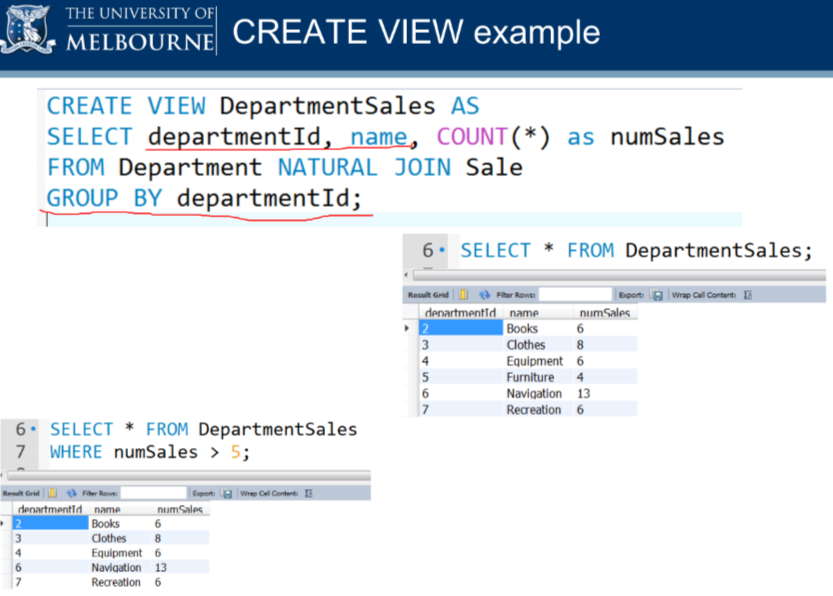 THE UNIVERSITY OF
MELBOURNE
CREATE VIEW example
CREATE VIEW DepartmentSales AS
SELECT departmentId, name, COUNT(*) as numSales
FROM Department NATURAL JOIN Sale
GROUP BY departmentId;
6 SELECT * FROM DepartmentSales;
Result Grid Filter Rows: Export: Wrap Cell Content:
departmentId name numSales
2 Books 6
3 Clothes 8
4 Equipment 6
5 Furniture 4
6 Navigation 13
7 Recreation 6
6 SELECT * FROM DepartmentSales
7 WHERE numSales > 5;
Result Grid Filter Rows: Export: Wrap Cell Content:
departmentId name numSales
2 Books 6
3 Clothes 8
4 Equipment 6
6 Navigation 13
7 Recreation 6